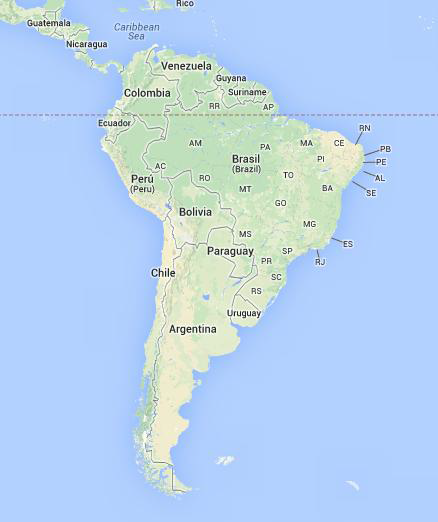 Rico
Guatemala
Caribbean
Sea
Nicaragua
Venezuela
Guyana
Colombia
Suriname
RR
AP
Ecuador
RN
AM
PA
MA
CE
PB
Brasil
(Brazil)
PI
PE
AC
RO
TO
AL
Perú
(Peru)
MT
BA
SE
GO
Bolivia
MG
MS
ES
Paraguay
SP
RJ
PR
Chile
SC
RS
Uruguay
Argentina